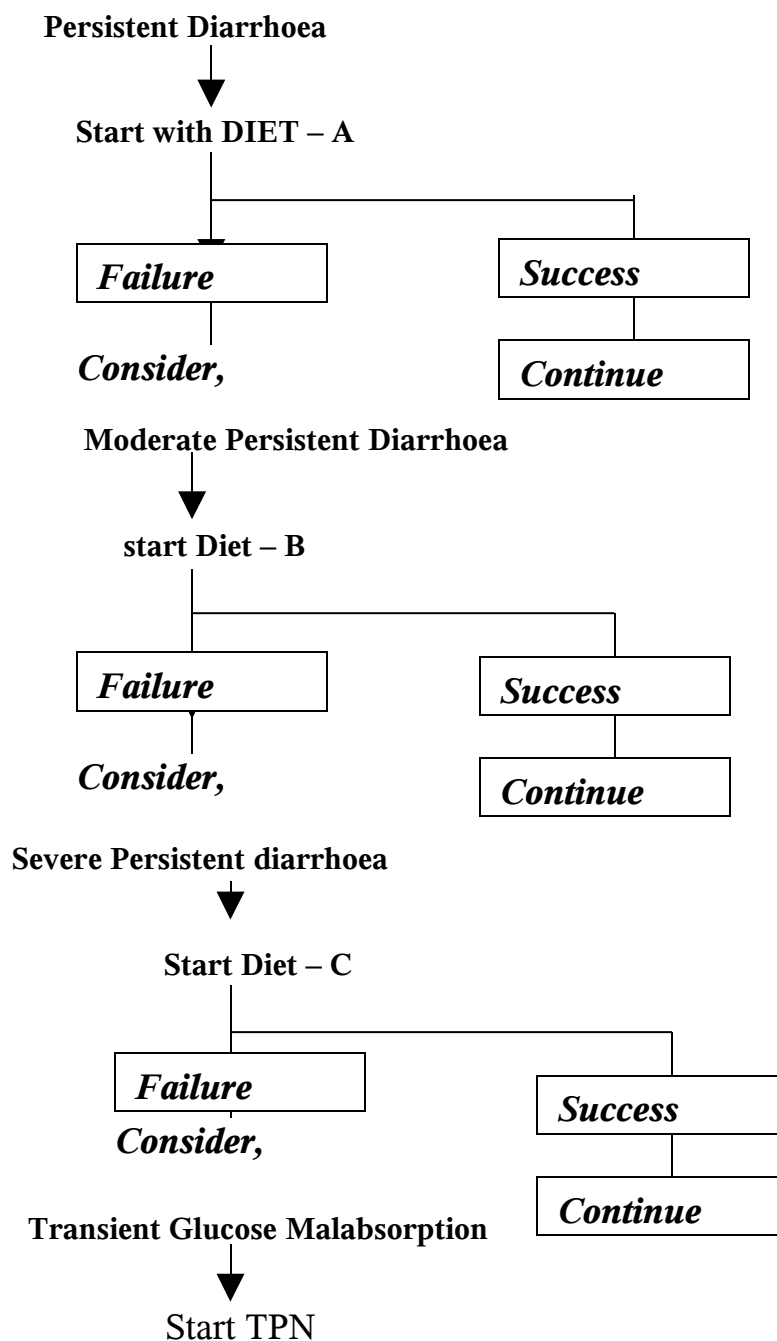 Persistent Diarrhoea
Start with DIET – A
Failure
Success
Consider,
Continue
Moderate Persistent Diarrhoea
start Diet – B
Failure
Success
Consider,
Continue
Severe Persistent diarrhoea
Start Diet – C
Failure
Success
Consider,
Continue
Transient Glucose Malabsorption
Start TPN